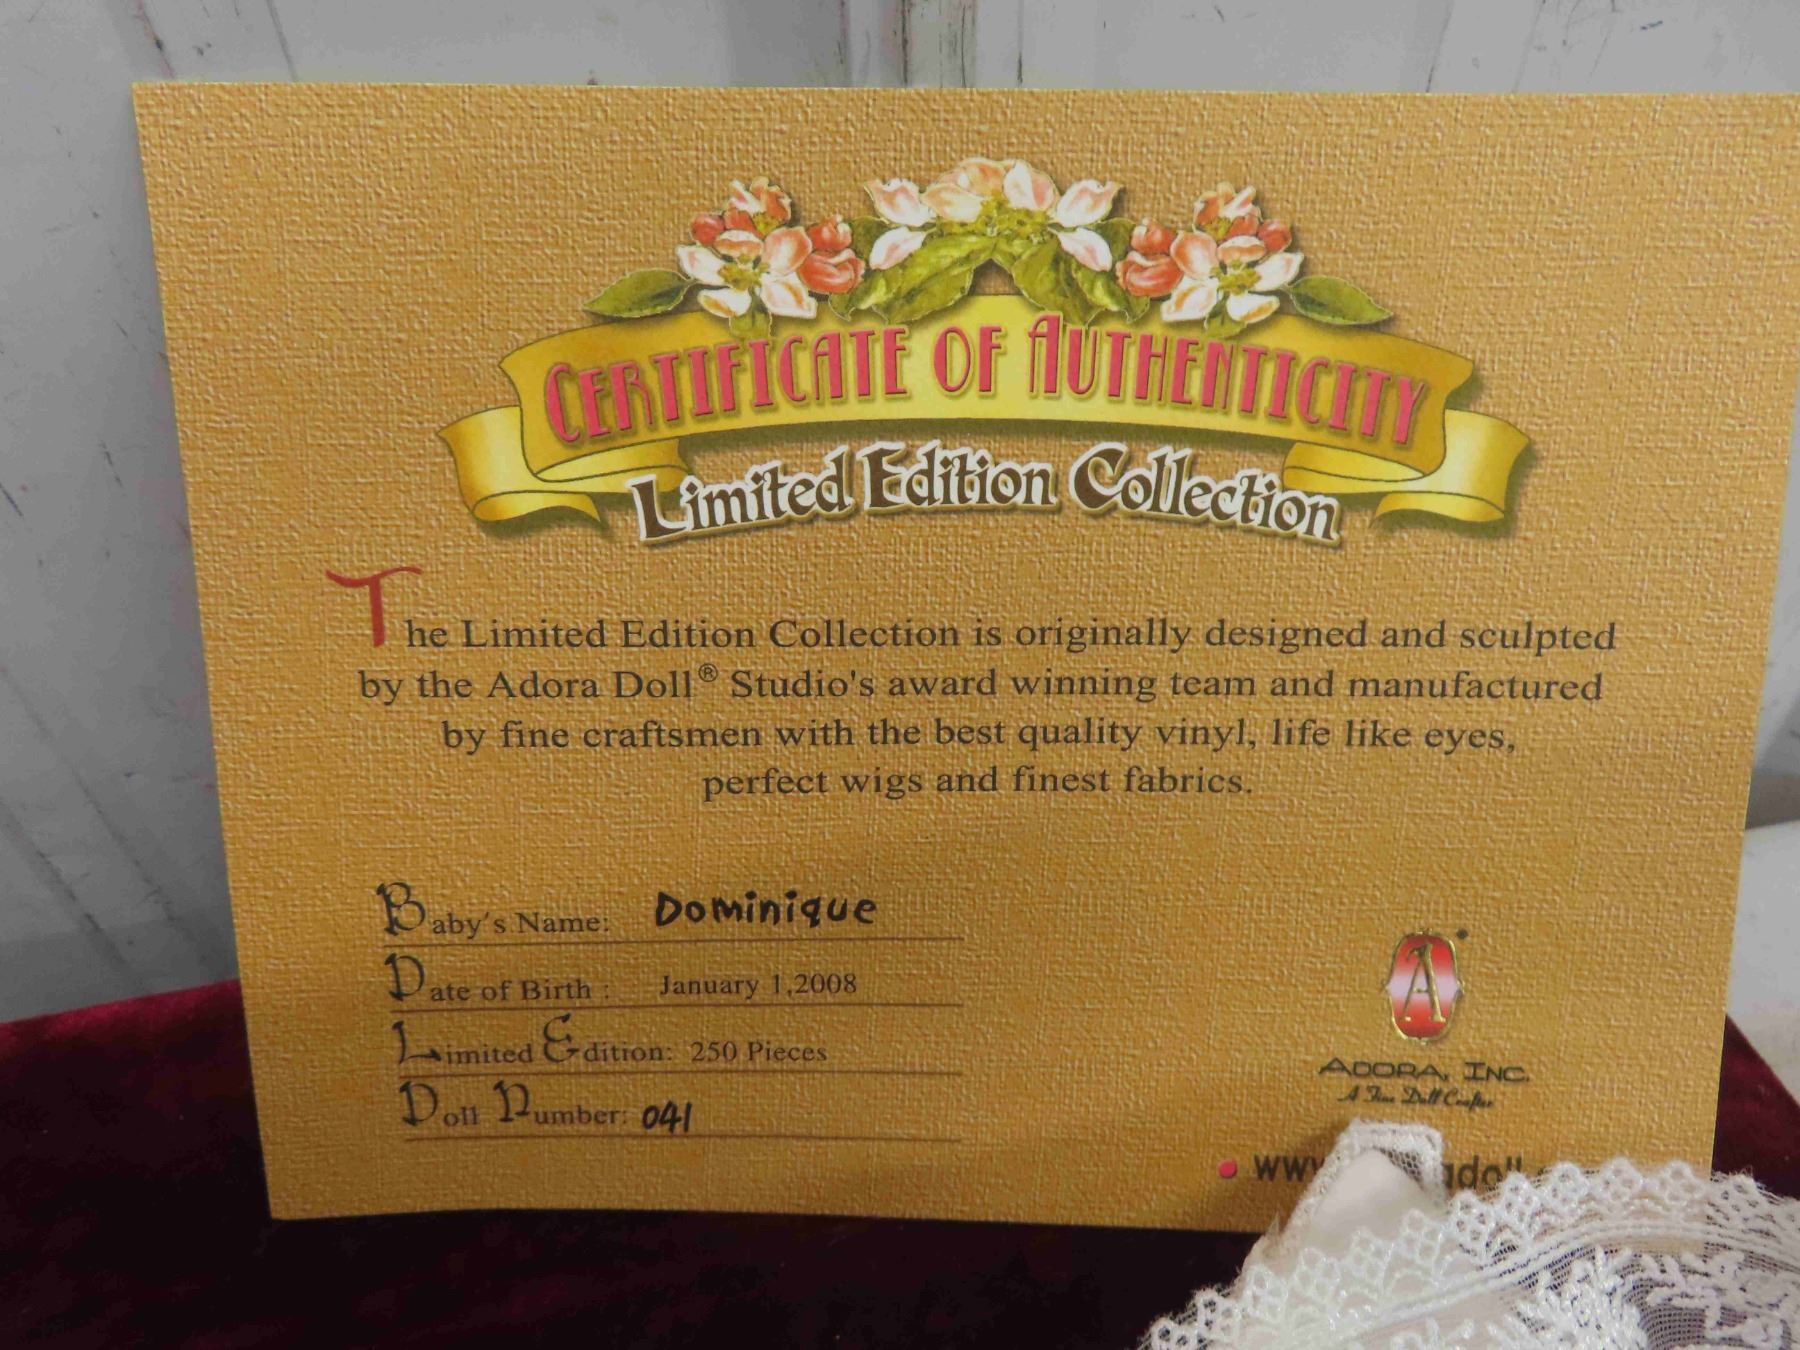 CERTIFICATE OF AUTHENTICITY
Limited Edition Collection
The Limited Edition Collection is originally designed and sculpted
by the Adora Doll® Studio's award winning team and manufactured
by fine craftsmen with the best quality vinyl, life like eyes,
perfect wigs and finest fabrics.
Baby's Name: Dominique
Date of Birth : January 1,2008
Limited Edition: 250 Pieces
Doll Number: 041
A
ADORA, INC.
A Fine Doll Crafter